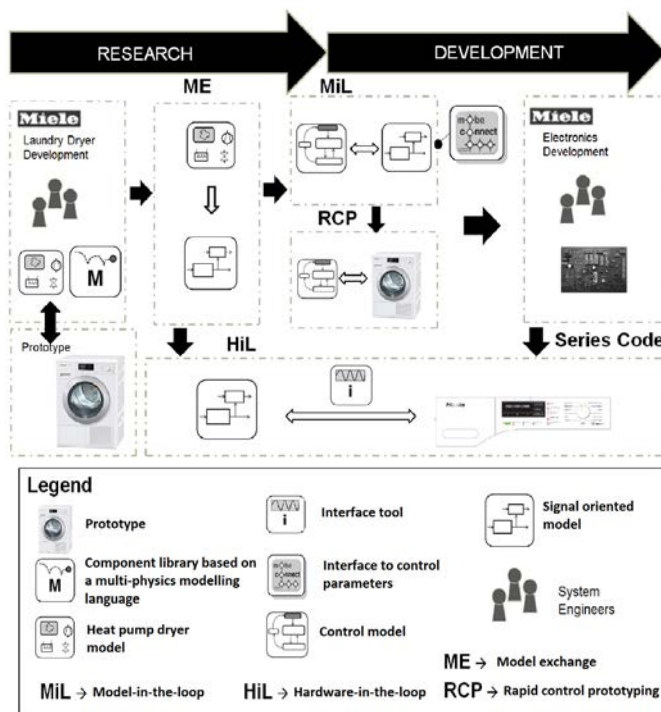 RESEARCH
DEVELOPMENT
ME
MiL
Miele
Laundry Dryer
Development
M
Prototype
RCP
Miele
Electronics
Development
HiL
Series Code
i
Legend
Prototype
M
Component library based on
a multi-physics modelling
language
Heat pump dryer
model
i
Interface tool
Interface to control
parameters
Control model
Signal oriented
model
System
Engineers
MiL → Model-in-the-loop
HiL → Hardware-in-the-loop
ME → Model exchange
RCP → Rapid control prototyping